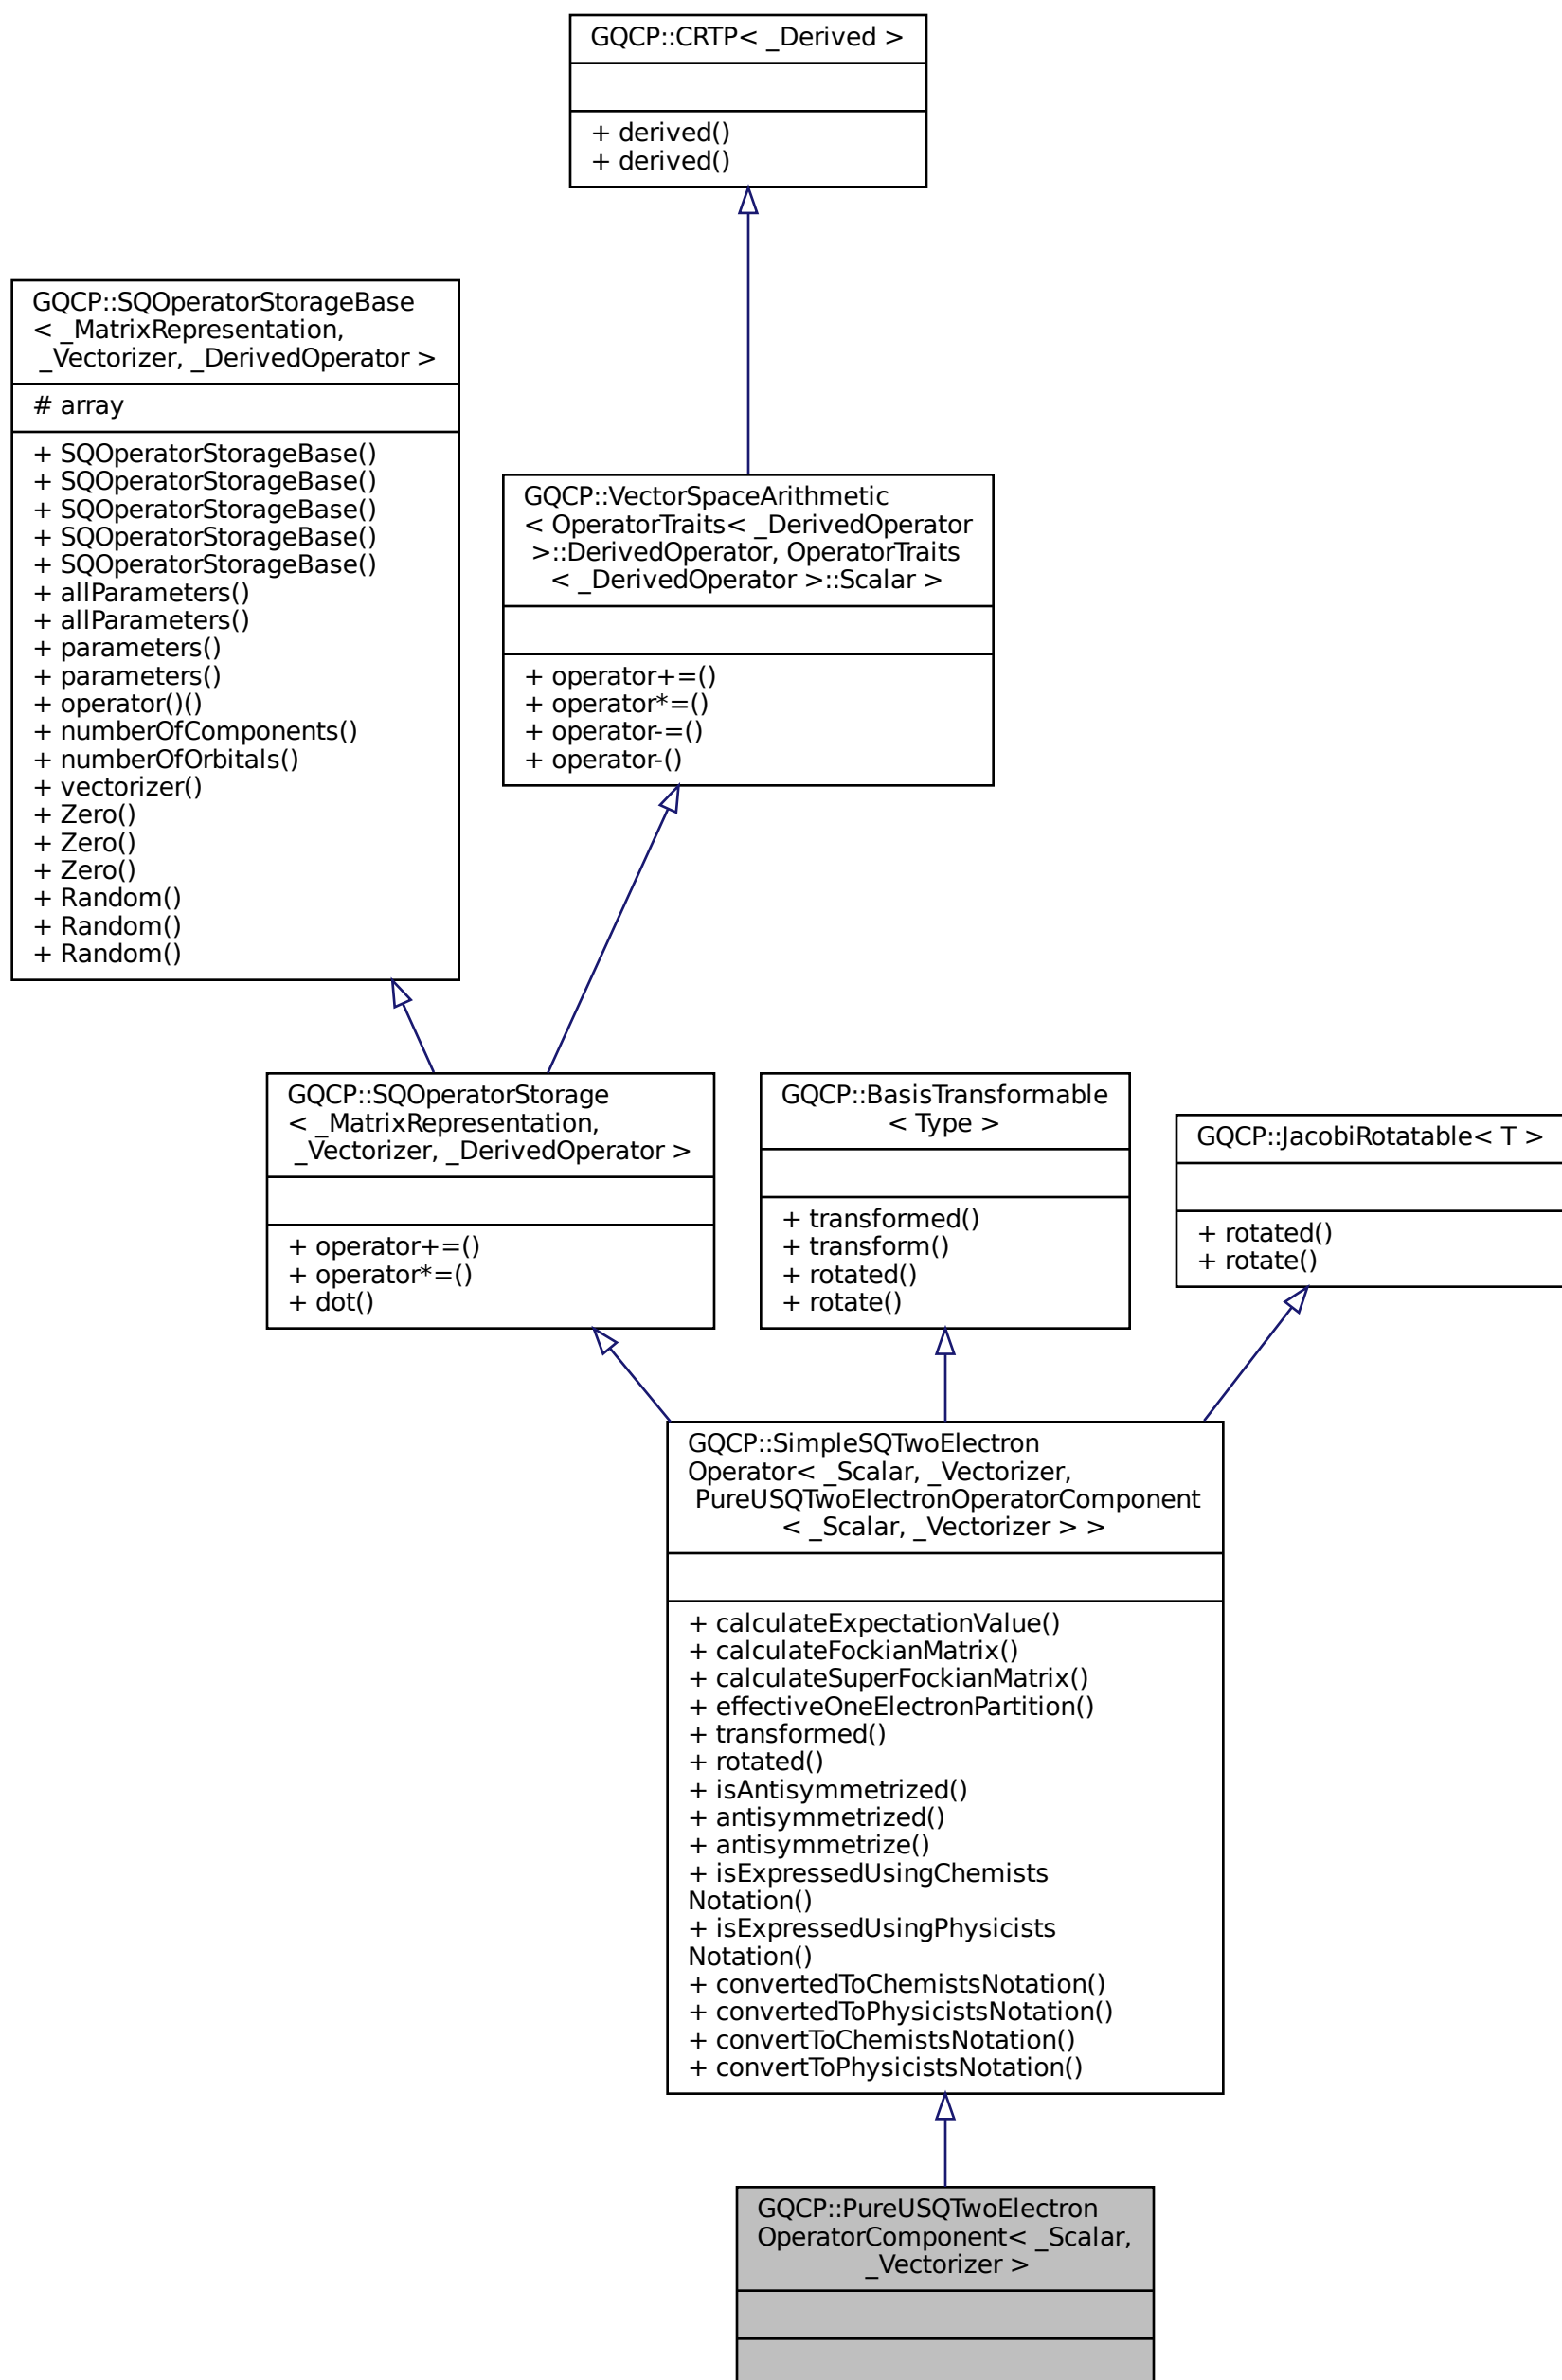 GQCP::CRTP< _Derived >
+ derived()
+ derived()
GQCP::SQOperatorStorageBase
< _MatrixRepresentation,
_Vectorizer, _DerivedOperator >
# array
+ SQOperatorStorageBase()
+ SQOperatorStorageBase()
+ SQOperatorStorageBase()
+ SQOperatorStorageBase()
+ SQOperatorStorageBase()
+ allParameters()
+ allParameters()
+ parameters()
+ parameters()
+ operator()()
+ numberOfComponents()
+ numberOfOrbitals()
+ vectorizer()
+ Zero()
+ Zero()
+ Zero()
+ Random()
+ Random()
+ Random()
GQCP::VectorSpaceArithmetic
< OperatorTraits< _DerivedOperator
>::DerivedOperator, OperatorTraits
< _DerivedOperator >::Scalar >
+ operator+=()
+ operator*=()
+ operator-=()
+ operator-()
GQCP::SQOperatorStorage
< _MatrixRepresentation,
_Vectorizer, _DerivedOperator >
+ operator+=()
+ operator*=()
+ dot()
GQCP::BasisTransformable
< Type >
+ transformed()
+ transform()
+ rotated()
+ rotate()
GQCP::JacobiRotatable< T >
+ rotated()
+ rotate()
GQCP::SimpleSQTwoElectron
Operator< _Scalar, _Vectorizer,
PureUSQTwoElectronOperatorComponent
< _Scalar, _Vectorizer > >
+ calculateExpectationValue()
+ calculateFockianMatrix()
+ calculateSuperFockianMatrix()
+ effectiveOneElectronPartition()
+ transformed()
+ rotated()
+ isAntisymmetrized()
+ antisymmetrized()
+ antisymmetrize()
+ isExpressedUsingChemists
Notation()
+ isExpressedUsingPhysicists
Notation()
+ convertedToChemistsNotation()
+ convertedToPhysicistsNotation()
+ convertToChemistsNotation()
+ convertToPhysicistsNotation()
GQCP::PureUSQTwoElectron
OperatorComponent< _Scalar,
_Vectorizer >